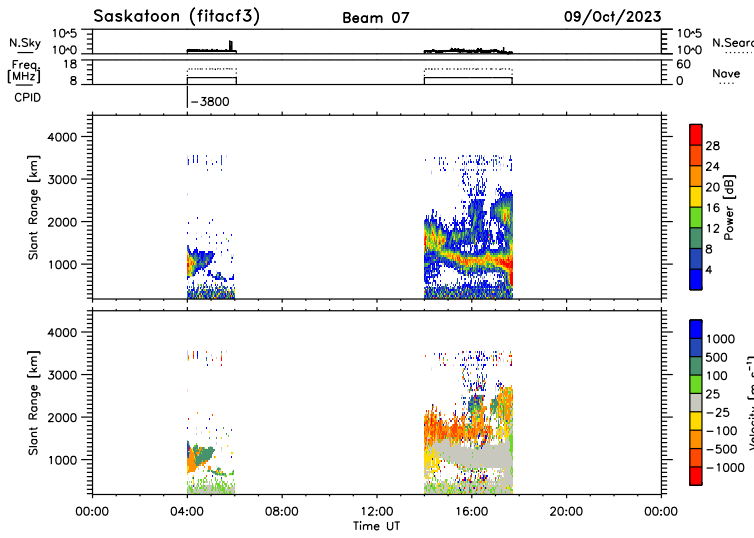 Saskatoon (fitacf3) Beam 07 09/Oct/2023
N.Sky 10^5 10^0 10^5 10^0 N.Sear
Freq. [MHz] 18 8 60 0 Nave
CPID -3800
Slant Range [km] 4000 3000 2000 1000
Power [dB] 28 24 20 16 12 8 4
Slant Range [km] 4000 3000 2000 1000
Velocity [m s^-1] 1000 500 100 25 -25 -100 -500 -1000
00:00 04:00 08:00 12:00 16:00 20:00 00:00
Time UT